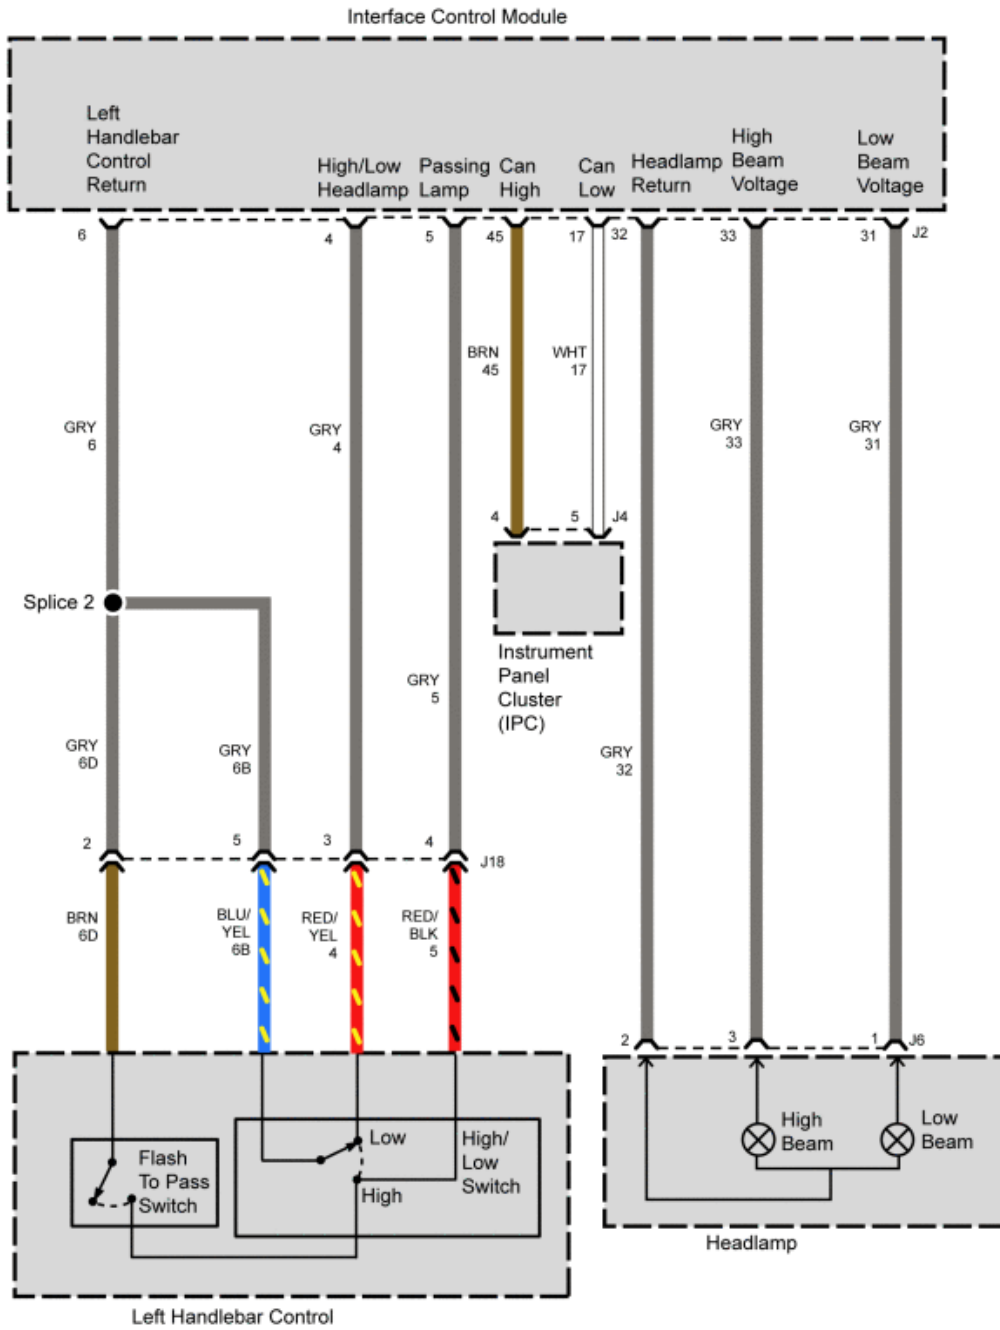 Interface Control Module
Left
Handlebar
Control
Return
High/Low
Headlamp
Passing
Lamp
Can
High
Can
Low
Headlamp
Return
High
Beam
Voltage
Low
Beam
Voltage
6
4
5
45
17
32
33
31
J2
BRN
45
WHT
17
GRY
6
GRY
4
GRY
33
GRY
31
4
5
J4
Splice 2
Instrument
Panel
Cluster
(IPC)
GRY
5
GRY
6D
GRY
6B
GRY
32
2
5
3
4
J18
BRN
6D
BLU/
YEL
6B
RED/
YEL
4
RED/
BLK
5
2
3
1
J6
Flash
To Pass
Switch
Low
High
High/
Low
Switch
High
Beam
Low
Beam
Headlamp
Left Handlebar Control